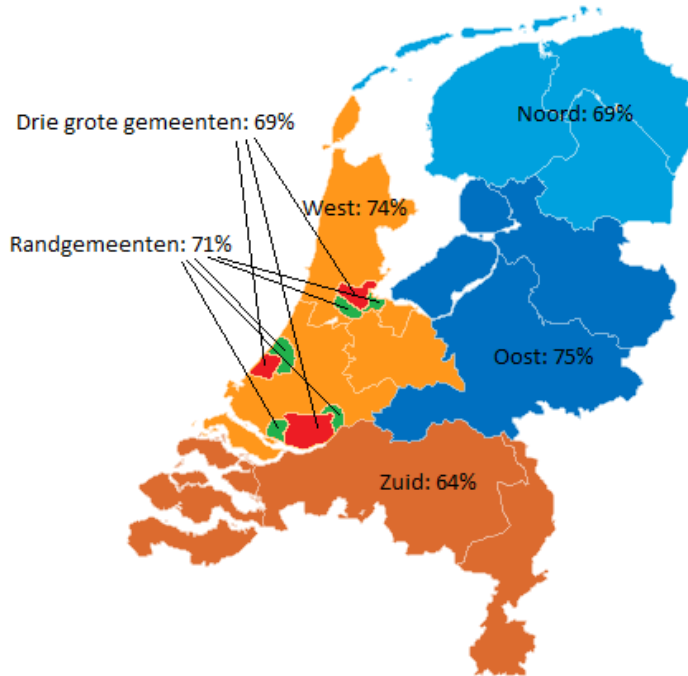 Drie grote gemeenten: 69%
Noord: 69%
West: 74%
Randgemeenten: 71%
Oost: 75%
Zuid: 64%